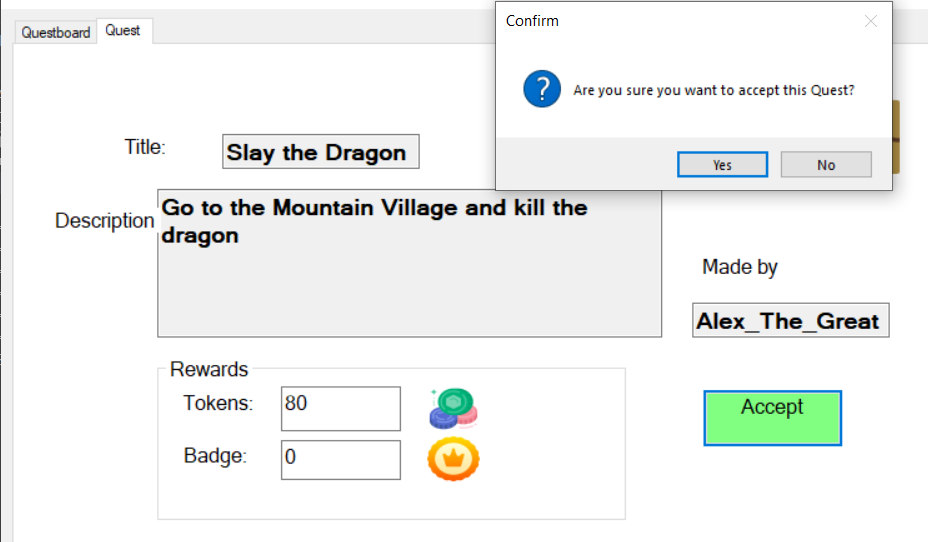 Confirm
Questboard
Quest
Are you sure you want to accept this Quest?
Yes
No
Title:
Slay the Dragon
Description
Go to the Mountain Village and kill the
dragon
Made by
Alex_The_Great
Rewards
Tokens:
80
Badge:
0
Accept